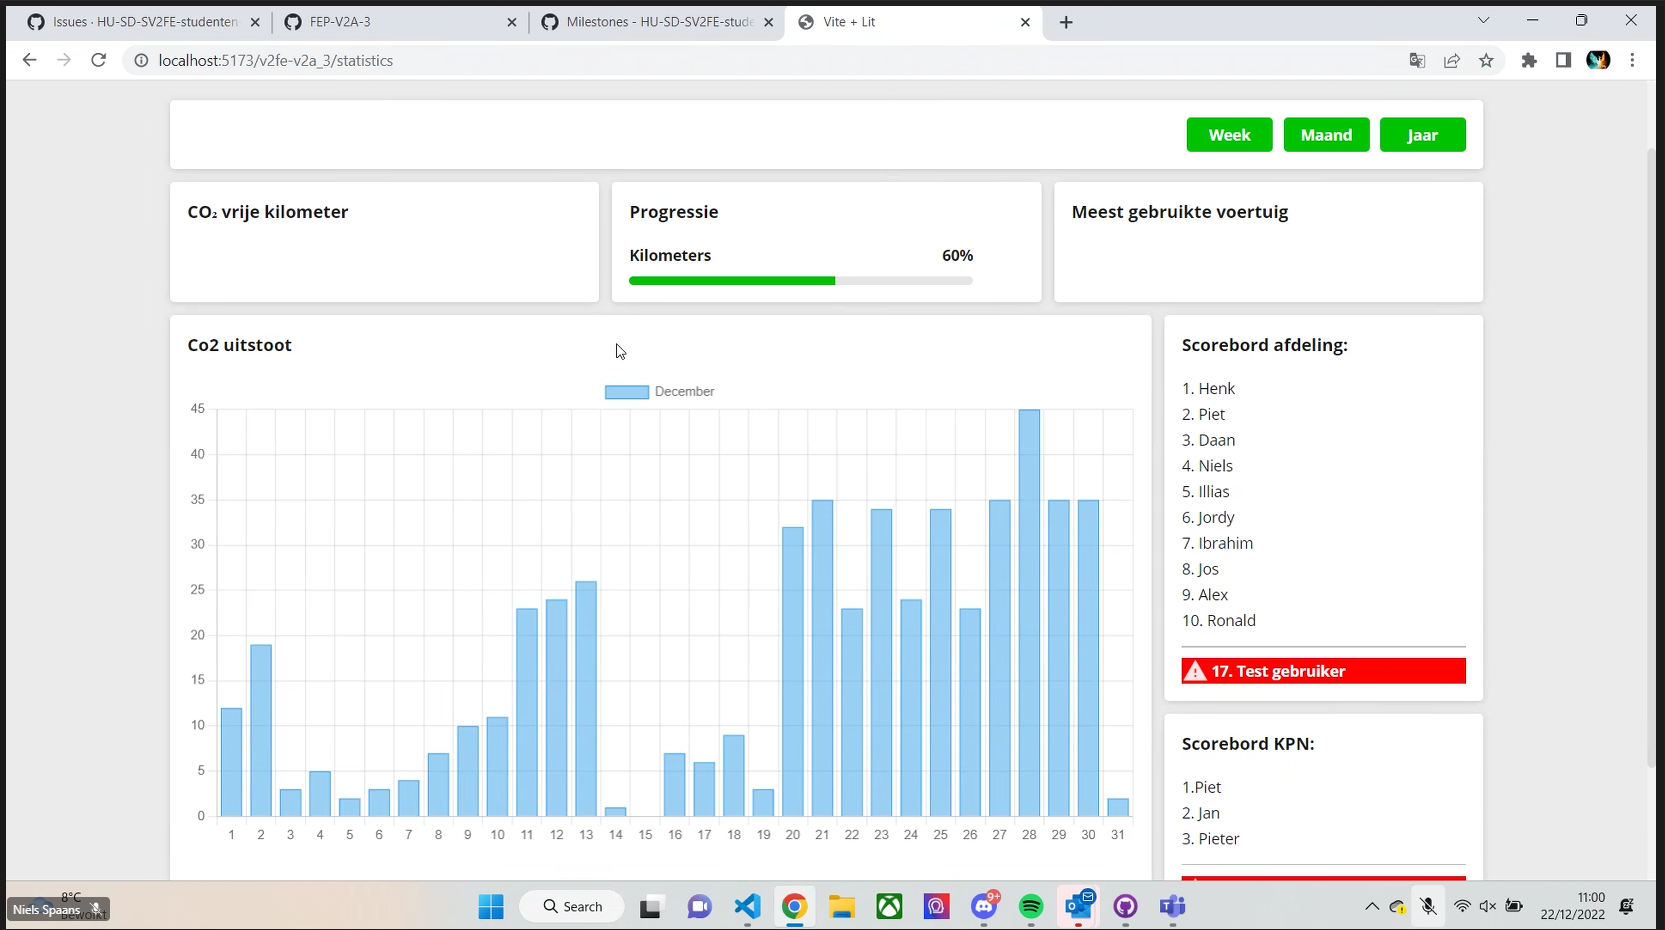 Issues · HU-SD-SV2FE-studenten
FEP-V2A-3
Milestones - HU-SD-SV2FE-stude
Vite + Lit
localhost:5173/v2fe-v2a_3/statistics
Week
Maand
Jaar
CO₂ vrije kilometer
Progressie
Kilometers 60%
Meest gebruikte voertuig
Co2 uitstoot
December
45
40
35
30
25
20
15
10
5
0
1 2 3 4 5 6 7 8 9 10 11 12 13 14 15 16 17 18 19 20 21 22 23 24 25 26 27 28 29 30 31
Scorebord afdeling:
1. Henk
2. Piet
3. Daan
4. Niels
5. Illias
6. Jordy
7. Ibrahim
8. Jos
9. Alex
10. Ronald
17. Test gebruiker
Scorebord KPN:
1.Piet
2. Jan
3. Pieter
8°C
Niels Spaans
Search
9+
11:00
22/12/2022